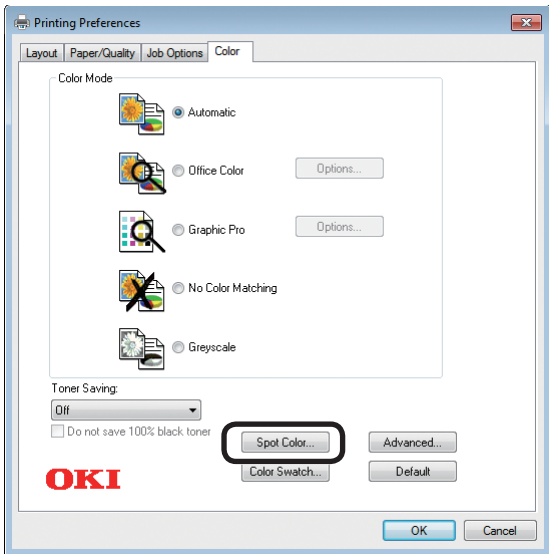 Printing Preferences
Layout Paper/Quality Job Options Color
Color Mode
Automatic
Office Color Options...
Graphic Pro Options...
No Color Matching
Greyscale
Toner Saving:
Off
Do not save 100% black toner
Spot Color... Advanced...
Color Swatch... Default
OKI
OK Cancel